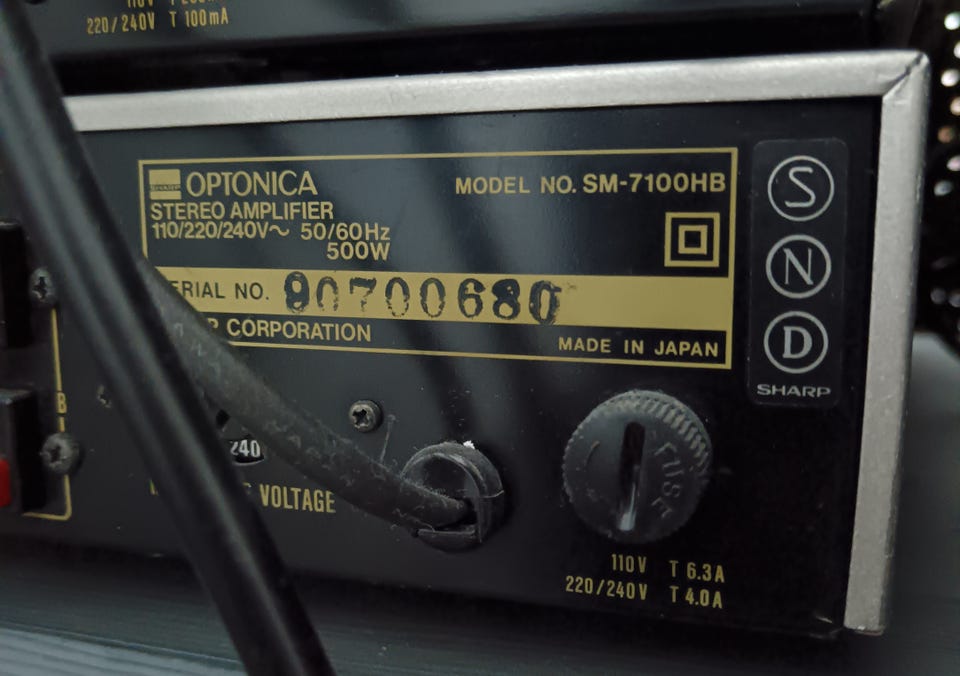 220/240V T 100mA
SHARP OPTONICA
MODEL NO. SM-7100HB
STEREO AMPLIFIER
110/220/240V~ 50/60Hz
500W
ERIAL NO. 90700680
P CORPORATION
MADE IN JAPAN
S
N
D
SHARP
B
240
VOLTAGE
FUSE
110V T 6.3A
220/240V T 4.0A